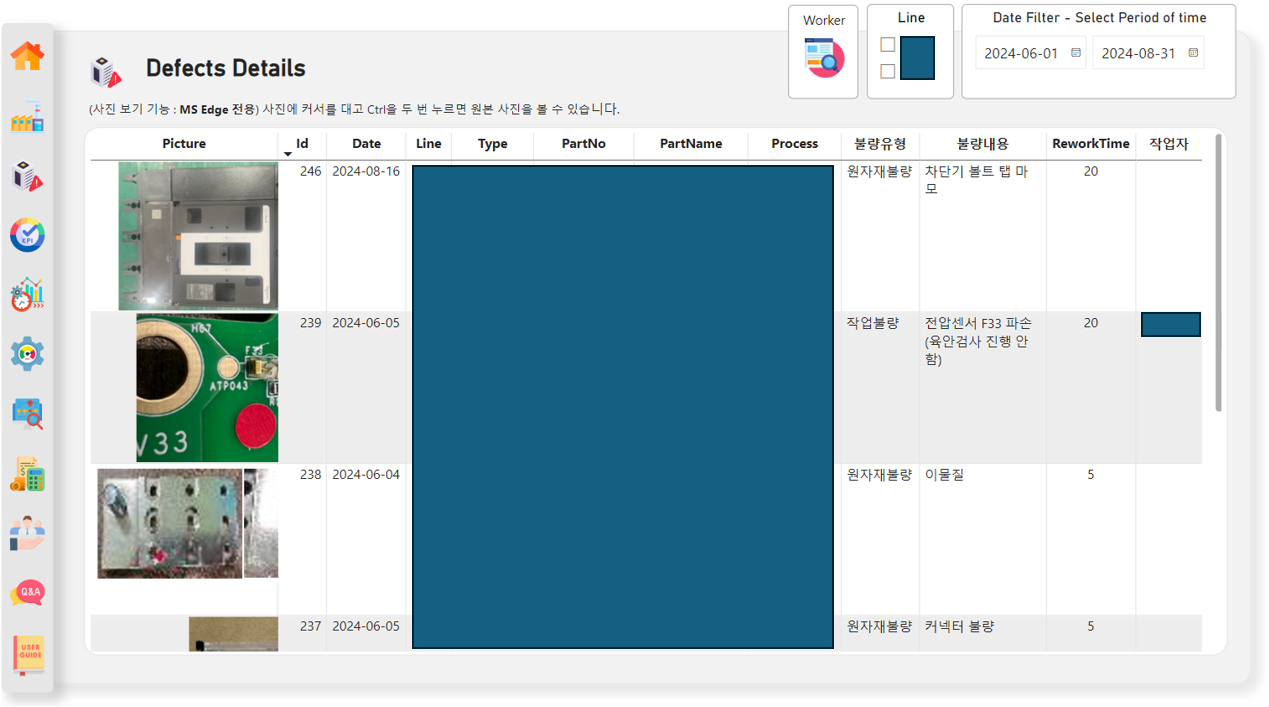 Worker
Line
Date Filter - Select Period of time
2024-06-01
2024-08-31
Defects Details
(사진 보기 기능 : MS Edge 전용) 사진에 커서를 대고 Ctrl을 두 번 누르면 원본 사진을 볼 수 있습니다.
Picture Id Date Line Type PartNo PartName Process 불량유형 불량내용 ReworkTime 작업자
246 2024-08-16 원자재불량 차단기 볼트 탭 마 20
모
239 2024-06-05 작업불량 전압센서 F33 파손 20
(육안검사 진행 안
함)
H67
F33
ATP043
V33
238 2024-06-04 원자재불량 이물질 5
237 2024-06-05 원자재불량 커넥터 불량 5
KPI
Q&A
USER
GUIDE